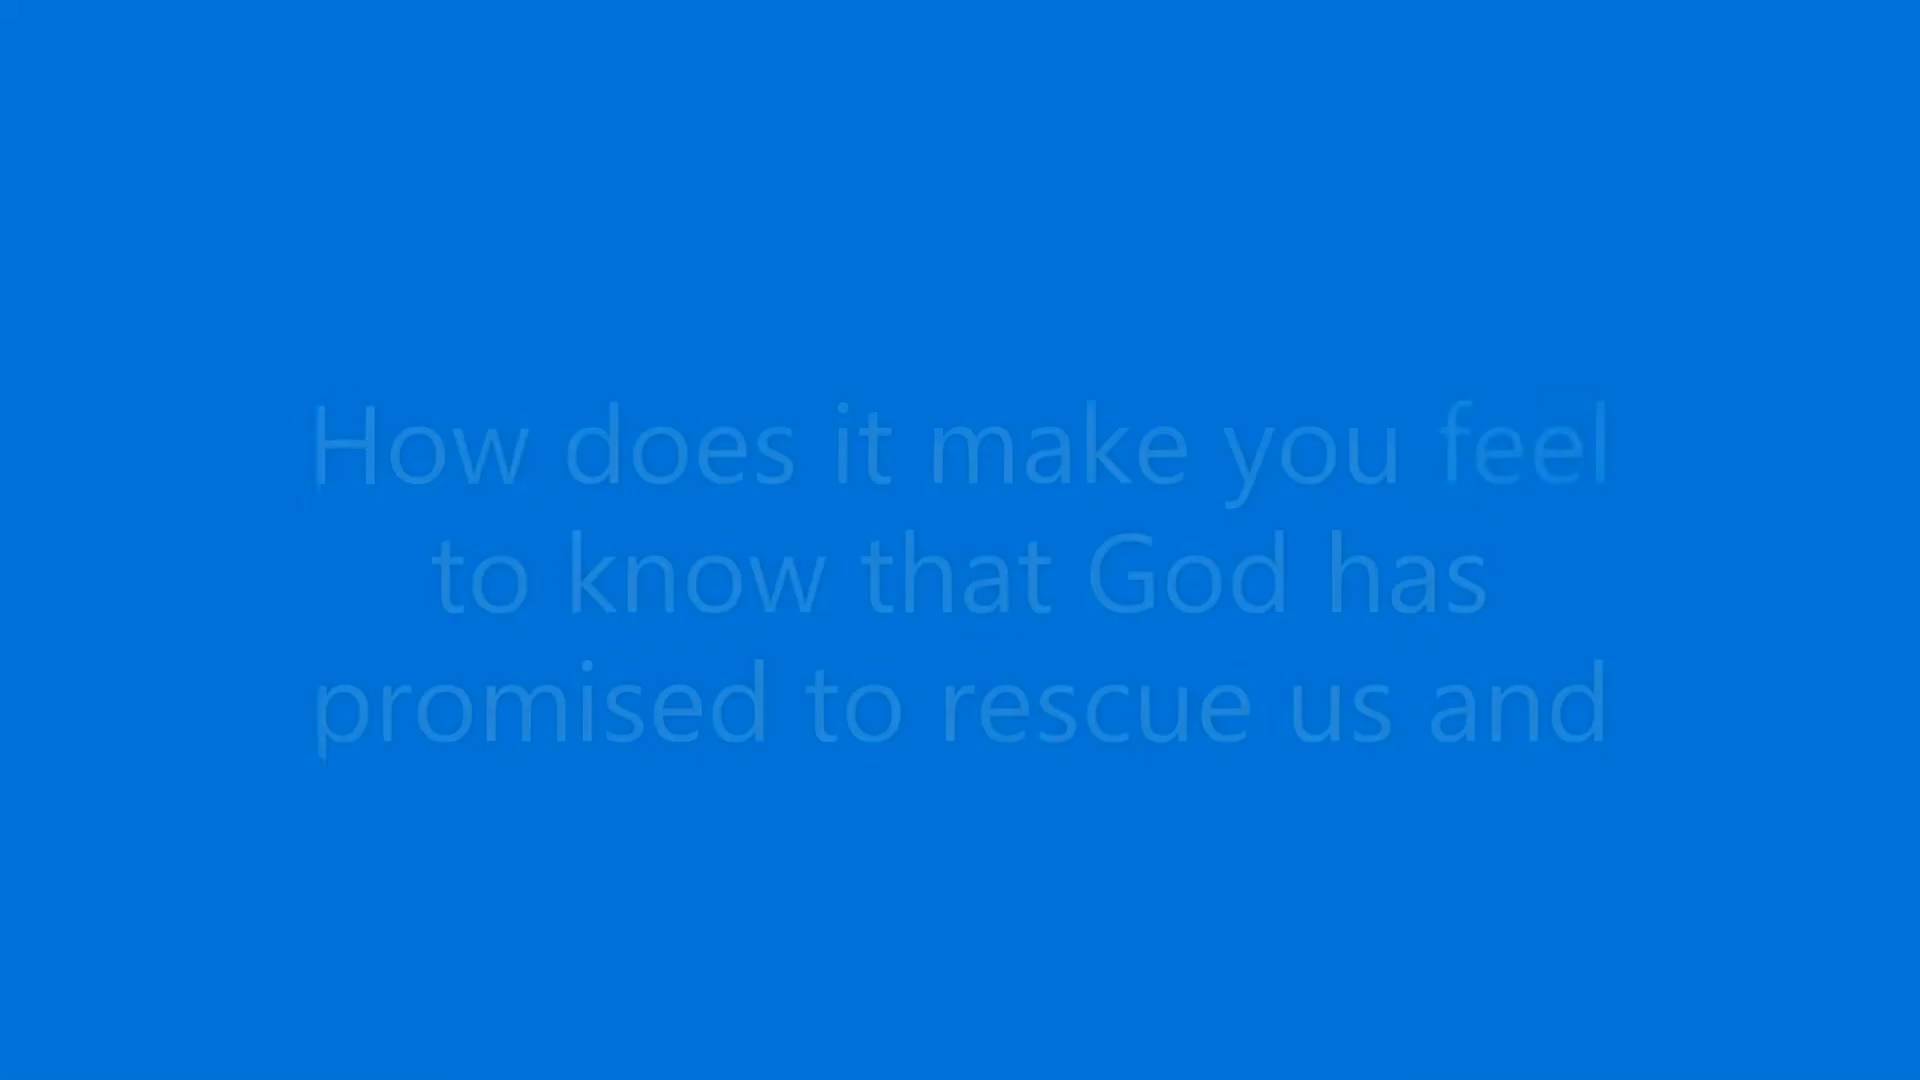 How does it make you feel
to know that God has
promised to rescue us and